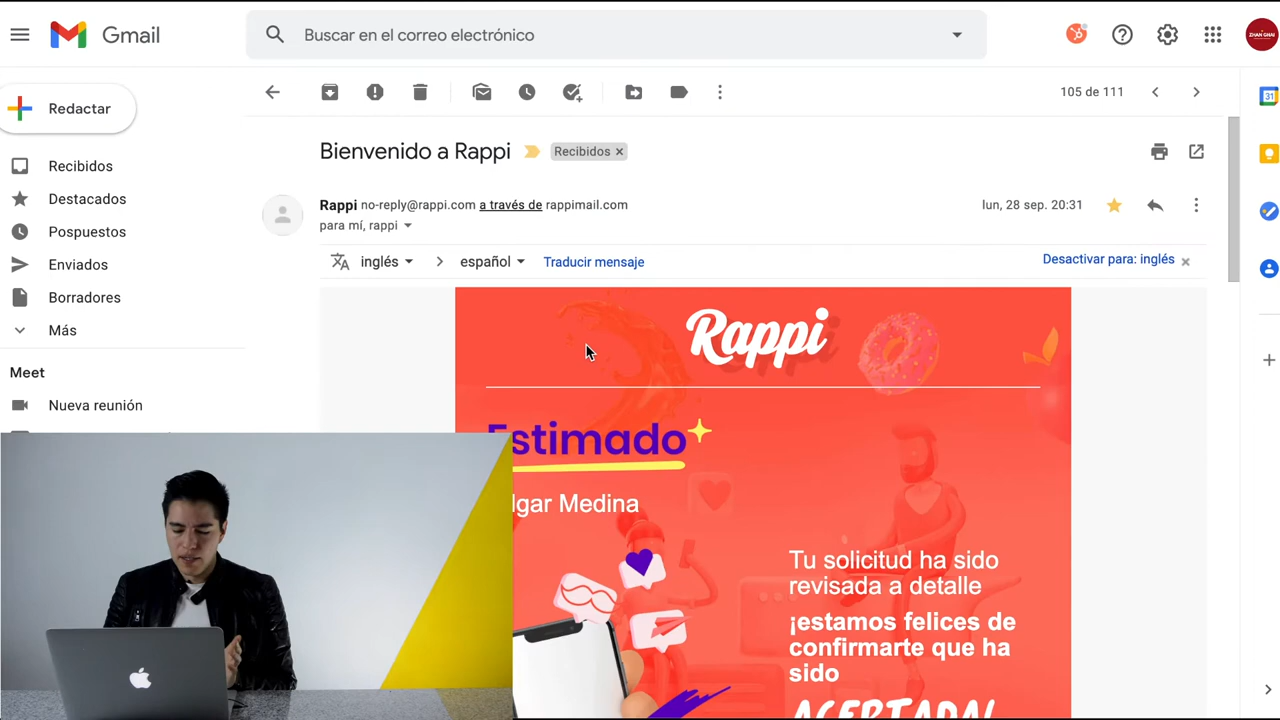 Gmail
Buscar en el correo electrónico
Redactar
105 de 111
31
Recibidos
Destacados
Pospuestos
Enviados
Borradores
Más
Meet
Nueva reunión
Bienvenido a Rappi
Recibidos ×
Rappi no-reply@rappi.com a través de rappimail.com
lun, 28 sep. 20:31
para mí, rappi
inglés > español Traducir mensaje
Desactivar para: inglés ×
Rappi
Estimado
lgar Medina
Tu solicitud ha sido
revisada a detalle
¡estamos felices de
confirmarte que ha
sido
ACEPTADA!